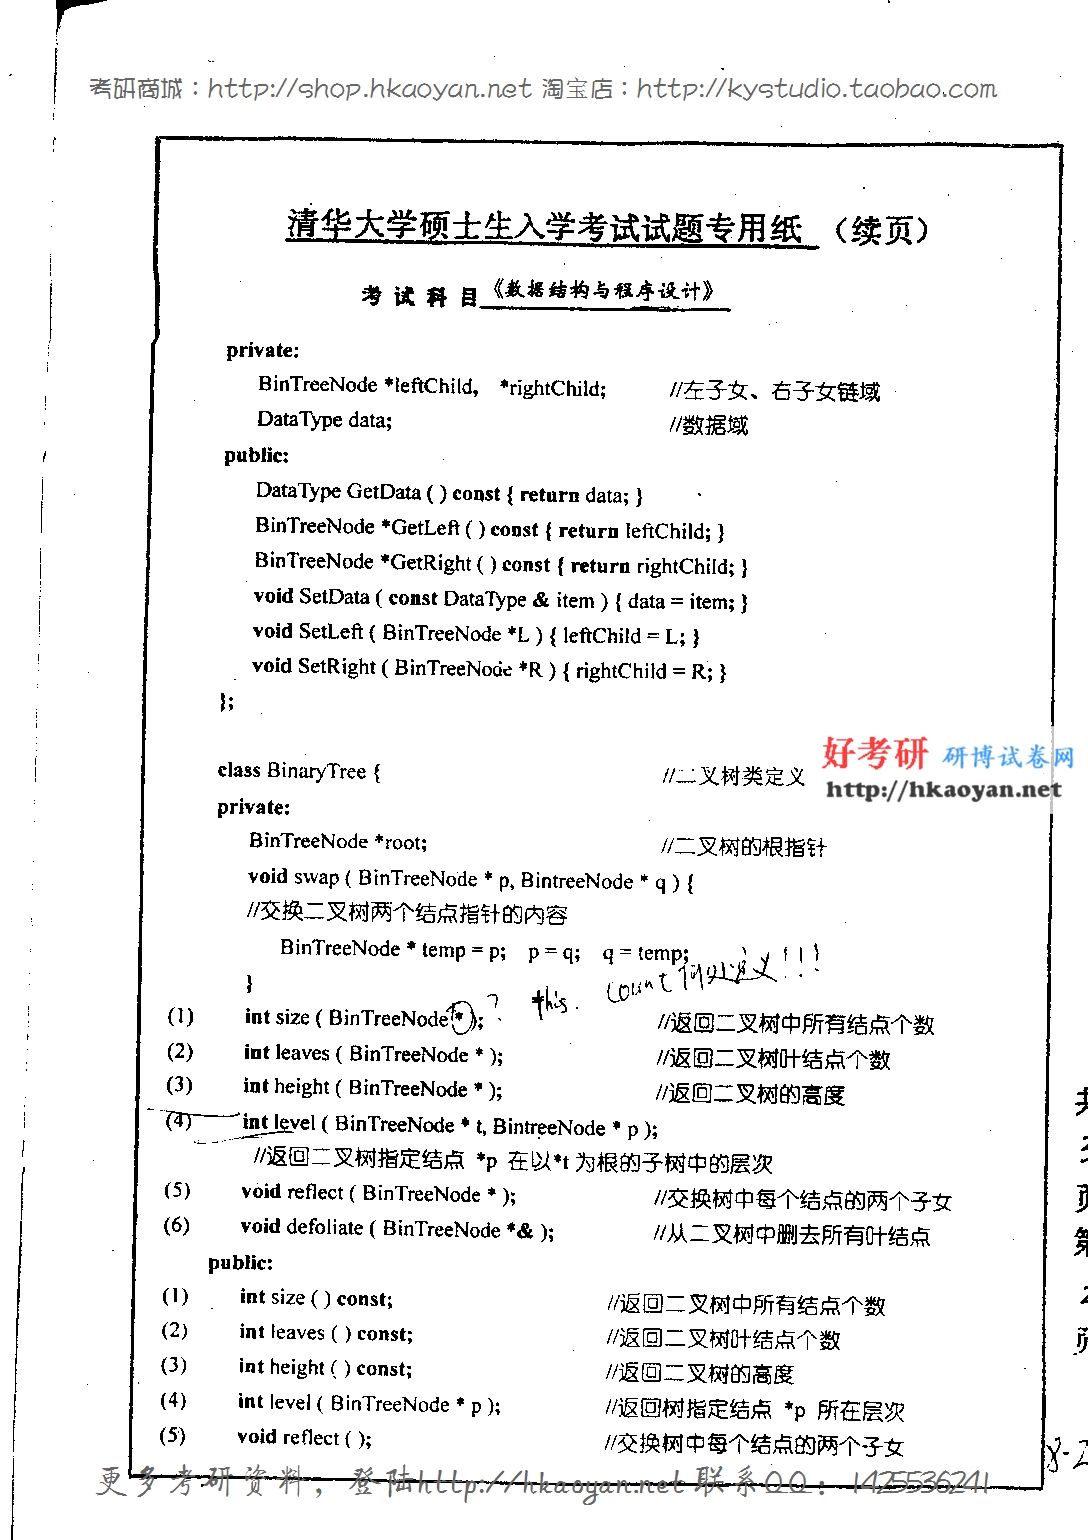 考研商城：http://shop.hkaoyan.net 淘宝店：http://kystudio.taobao.com
清华大学硕士生入学考试试题专用纸 （续页）
考试科目《数据结构与程序设计》
private:
BinTreeNode *leftChild, *rightChild; //左子女、右子女链域
DataType data; //数据域
public:
DataType GetData ( ) const { return data; }
BinTreeNode *GetLeft ( ) const { return leftChild; }
BinTreeNode *GetRight ( ) const { return rightChild; }
void SetData ( const DataType & item ) { data = item; }
void SetLeft ( BinTreeNode *L ) { leftChild = L; }
void SetRight ( BinTreeNode *R ) { rightChild = R; }
};
好考研 研博试卷网
class BinaryTree { //二叉树类定义
http://hkaoyan.net
private:
BinTreeNode *root; //二叉树的根指针
void swap ( BinTreeNode * p, BintreeNode * q ) {
//交换二叉树两个结点指针的内容
BinTreeNode * temp = p; p = q; q = temp;
}
this. count何处定义!!!
(1) int size ( BinTreeNode * ); ? //返回二叉树中所有结点个数
(2) int leaves ( BinTreeNode * ); //返回二叉树叶结点个数
(3) int height ( BinTreeNode * ); //返回二叉树的高度
(4) int level ( BinTreeNode * t, BintreeNode * p );
//返回二叉树指定结点 *p 在以*t 为根的子树中的层次
(5) void reflect ( BinTreeNode * ); //交换树中每个结点的两个子女
(6) void defoliate ( BinTreeNode *& ); //从二叉树中删去所有叶结点
public:
(1) int size ( ) const; //返回二叉树中所有结点个数
(2) int leaves ( ) const; //返回二叉树叶结点个数
(3) int height ( ) const; //返回二叉树的高度
(4) int level ( BinTreeNode * p ); //返回树指定结点 *p 所在层次
(5) void reflect ( ); //交换树中每个结点的两个子女
8-2
更多考研资料，登陆http://hkaoyan.net 联系QQ：1425536241